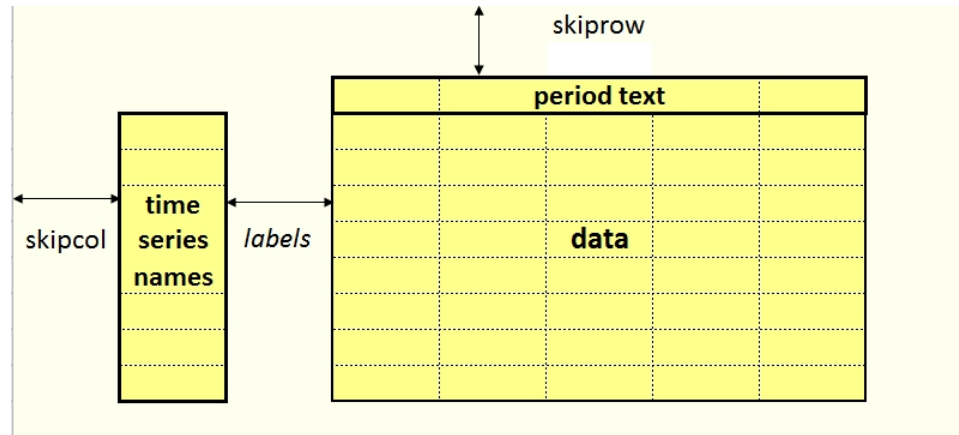 skiprow
period text
time
series
names
skipcol
labels
data